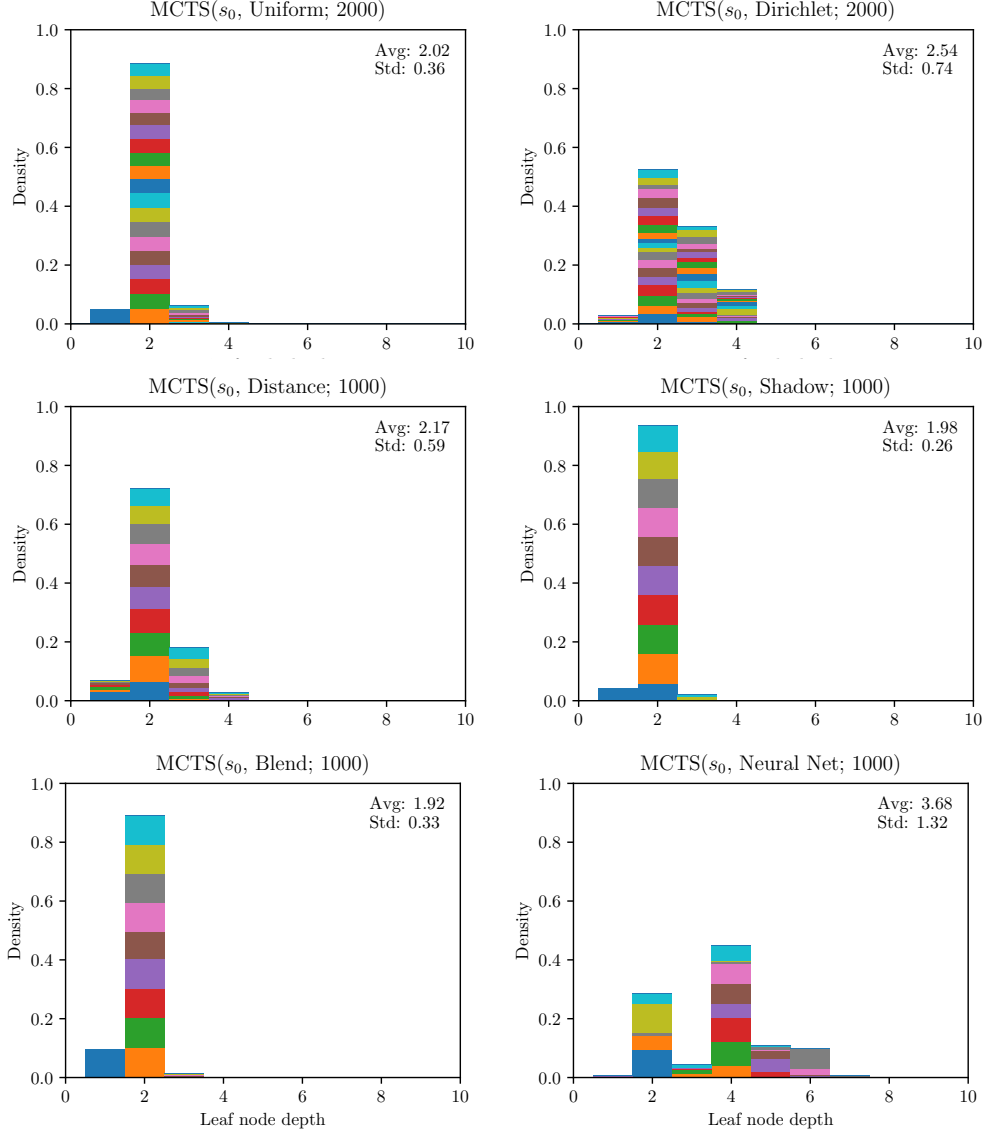 MCTS(s₀, Uniform; 2000)
MCTS(s₀, Dirichlet; 2000)
1.0
0.8
0.6
0.4
0.2
0.0
Density
0 2 4 6 8 10
Avg: 2.02
Std: 0.36
1.0
0.8
0.6
0.4
0.2
0.0
Density
0 2 4 6 8 10
Avg: 2.54
Std: 0.74
MCTS(s₀, Distance; 1000)
MCTS(s₀, Shadow; 1000)
1.0
0.8
0.6
0.4
0.2
0.0
Density
0 2 4 6 8 10
Avg: 2.17
Std: 0.59
1.0
0.8
0.6
0.4
0.2
0.0
Density
0 2 4 6 8 10
Avg: 1.98
Std: 0.26
MCTS(s₀, Blend; 1000)
MCTS(s₀, Neural Net; 1000)
1.0
0.8
0.6
0.4
0.2
0.0
Density
0 2 4 6 8 10
Leaf node depth
Avg: 1.92
Std: 0.33
1.0
0.8
0.6
0.4
0.2
0.0
Density
0 2 4 6 8 10
Leaf node depth
Avg: 3.68
Std: 1.32